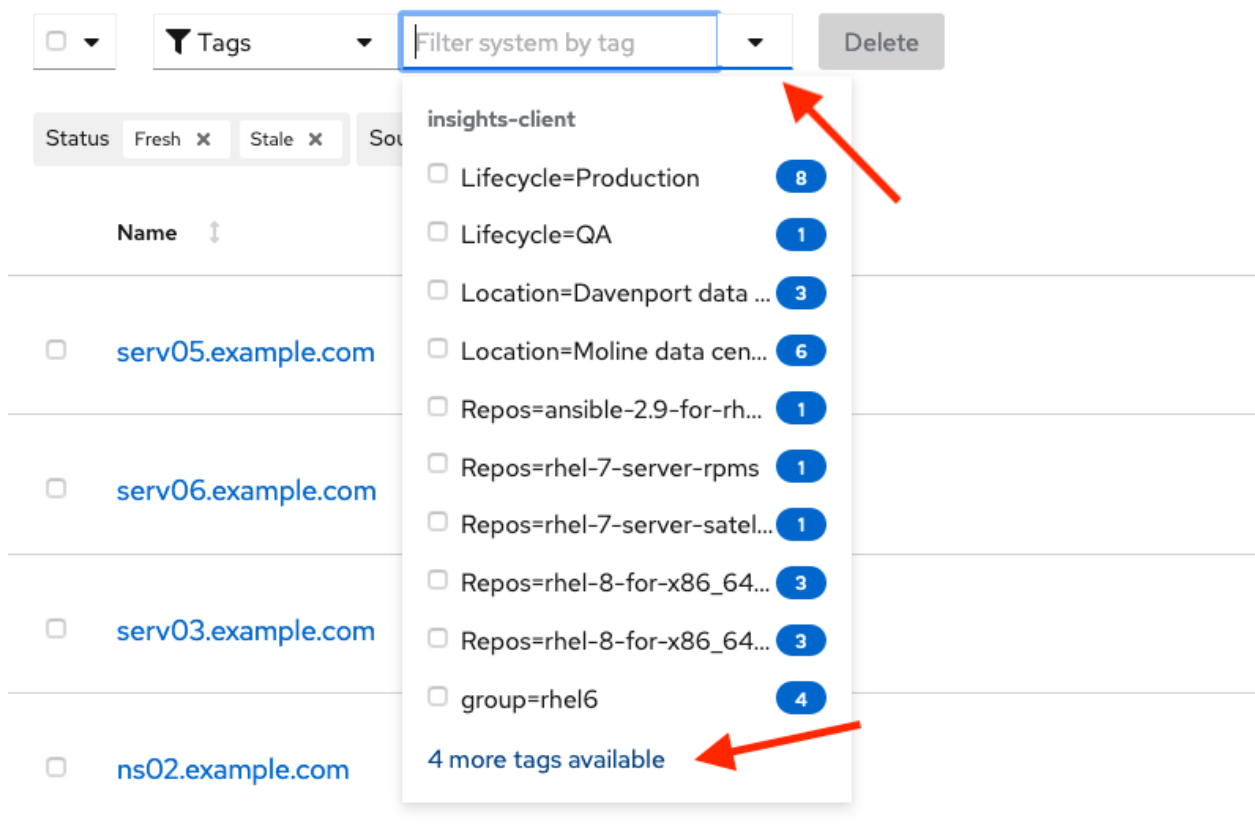 Tags
Filter system by tag
Delete
Status Fresh Stale Sou
insights-client
Lifecycle=Production 8
Lifecycle=QA 1
Location=Davenport data ... 3
Location=Moline data cen... 6
Repos=ansible-2.9-for-rh... 1
Repos=rhel-7-server-rpms 1
Repos=rhel-7-server-satel... 1
Repos=rhel-8-for-x86_64... 3
Repos=rhel-8-for-x86_64... 3
group=rhel6 4
4 more tags available
Name
serv05.example.com
serv06.example.com
serv03.example.com
ns02.example.com